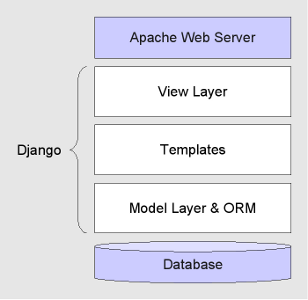 Apache Web Server
View Layer
Django
Templates
Model Layer & ORM
Database